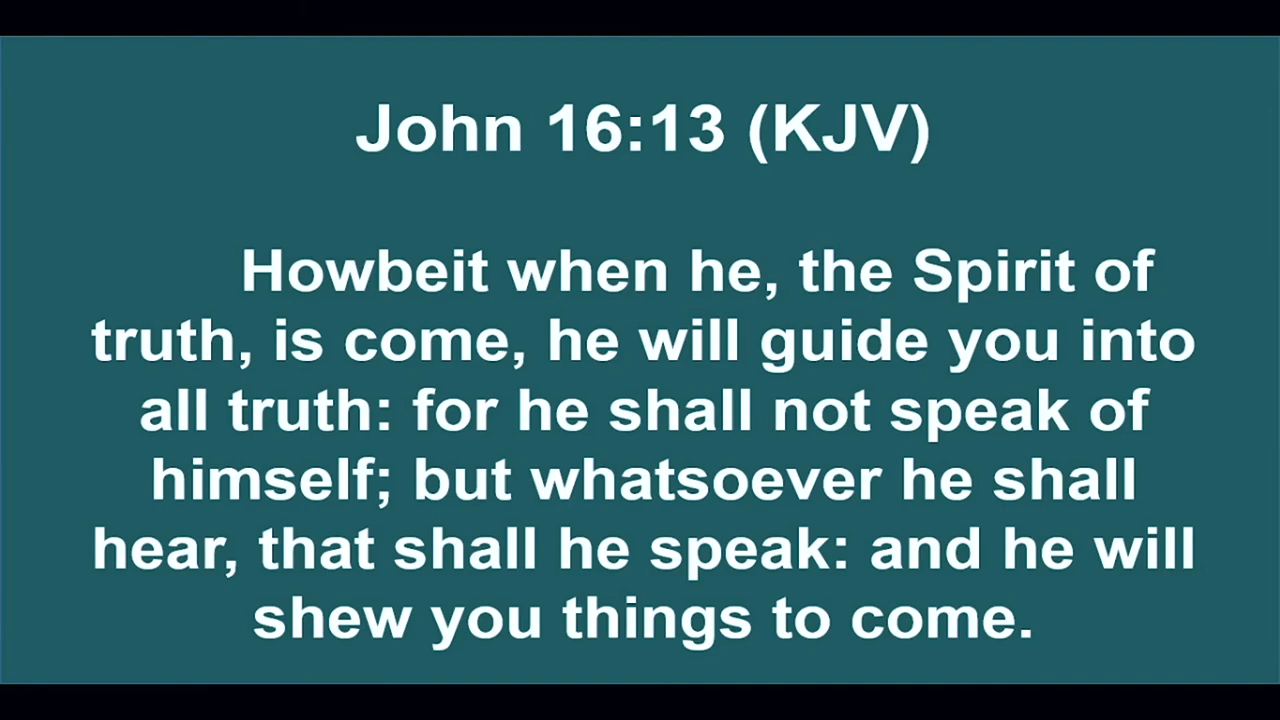 John 16:13 (KJV)
Howbeit when he, the Spirit of
truth, is come, he will guide you into
all truth: for he shall not speak of
himself; but whatsoever he shall
hear, that shall he speak: and he will
shew you things to come.